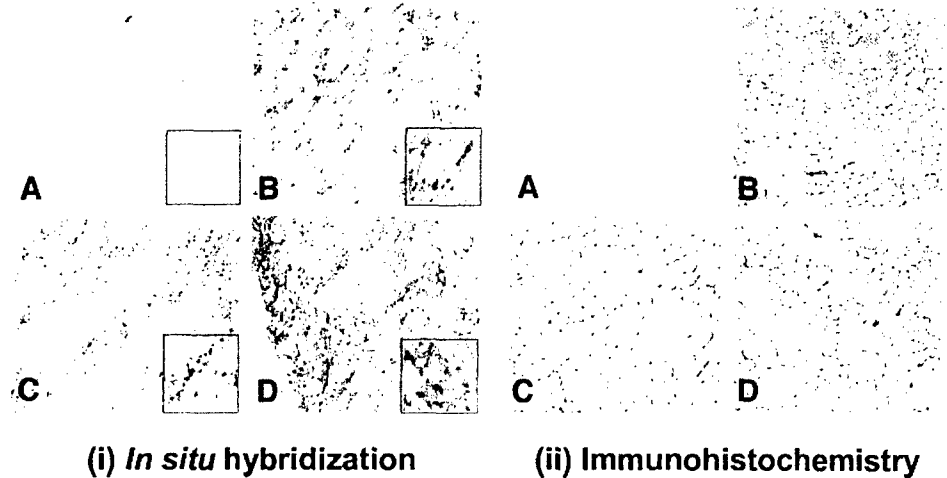 A
B
A
B
C
D
C
D
(i) In situ hybridization
(ii) Immunohistochemistry